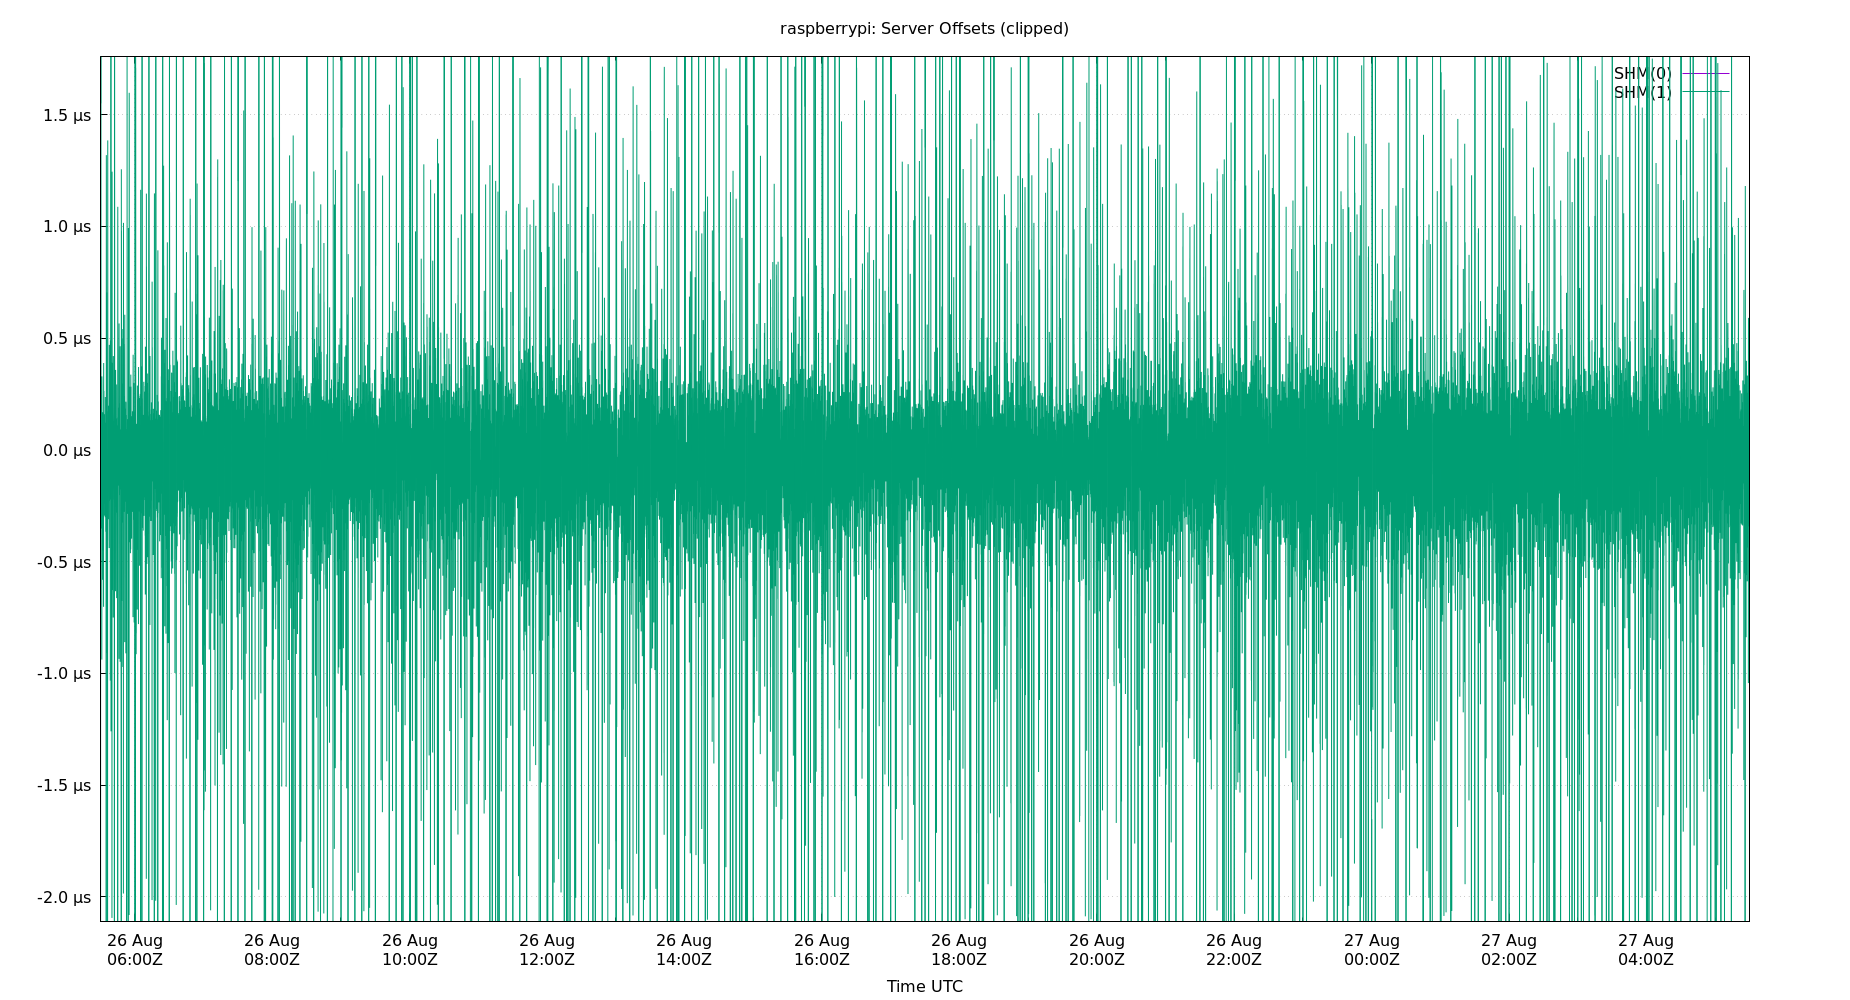 raspberrypi: Server Offsets (clipped)
SHM(0)
SHM(1)
1.5 µs
1.0 µs
0.5 µs
0.0 µs
-0.5 µs
-1.0 µs
-1.5 µs
-2.0 µs
26 Aug 26 Aug 26 Aug 26 Aug 26 Aug 26 Aug 26 Aug 26 Aug 26 Aug 27 Aug 27 Aug 27 Aug
06:00Z 08:00Z 10:00Z 12:00Z 14:00Z 16:00Z 18:00Z 20:00Z 22:00Z 00:00Z 02:00Z 04:00Z
Time UTC